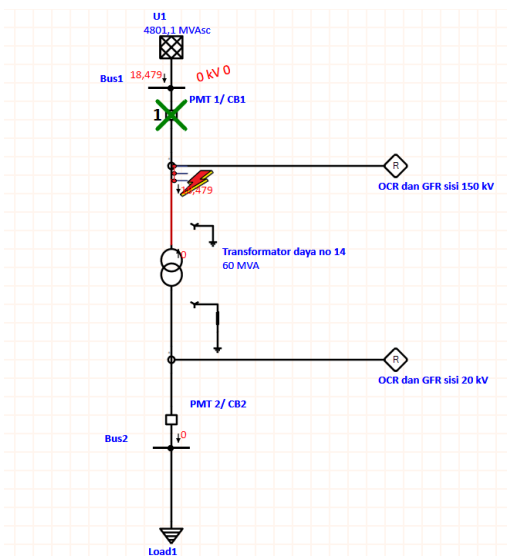 U1
4801,1 MVAsc
Bus1
18,479
0 kV 0
PMT 1/ CB1
1
R
OCR dan GFR sisi 150 kV
Transformator daya no 14
60 MVA
0
R
OCR dan GFR sisi 20 kV
PMT 2/ CB2
Bus2
0
Load1